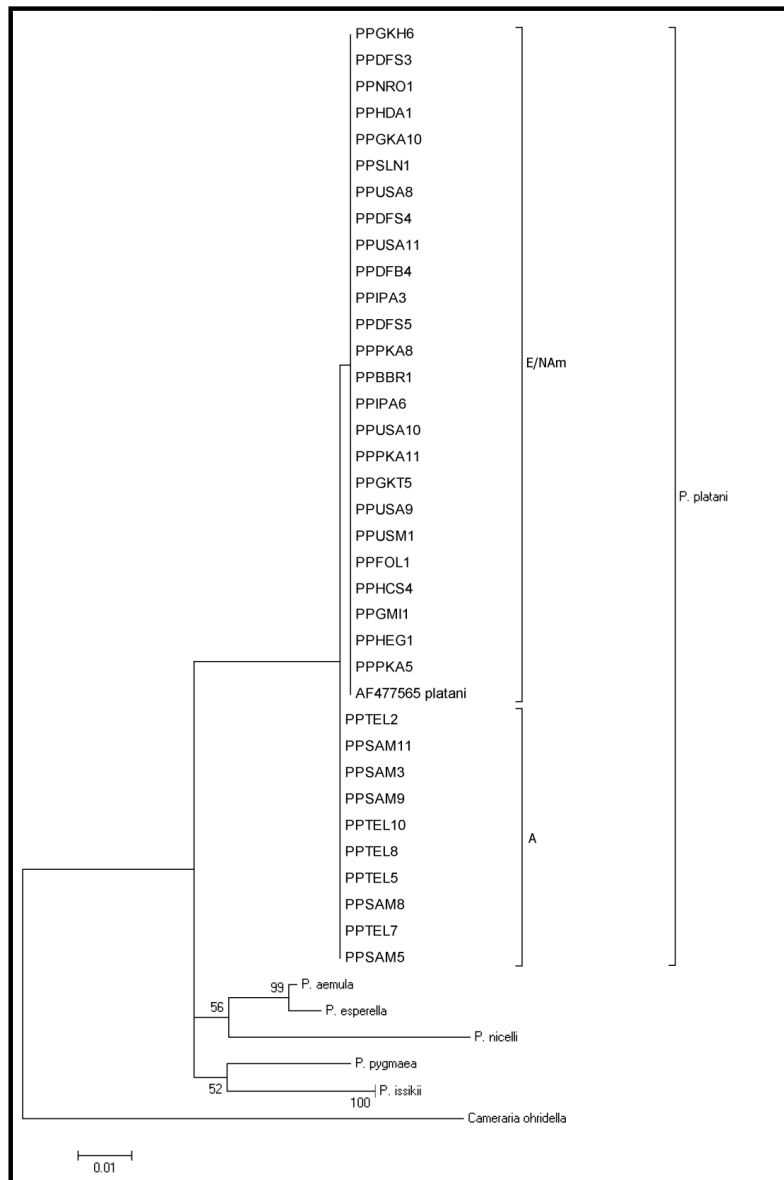 PPGKH6
PPDFS3
PPNRO1
PPHDA1
PPGKA10
PPSLN1
PPUSA8
PPDFS4
PPUSA11
PPDFB4
PPIPA3
PPDFS5
PPPKA8
E/NAm
PPBBR1
PPIPA6
PPUSA10
PPPKA11
PPGKT5
P. platani
PPUSA9
PPUSM1
PPFOL1
PPHCS4
PPGMI1
PPHEG1
PPPKA5
AF477565 platani
PPTEL2
PPSAM11
PPSAM3
PPSAM9
PPTEL10
A
PPTEL8
PPTEL5
PPSAM8
PPTEL7
PPSAM5
99
P. aemula
56
P. esperella
P. nicelli
P. pygmaea
52
P. issikii
100
Cameraria ohridella
0.01